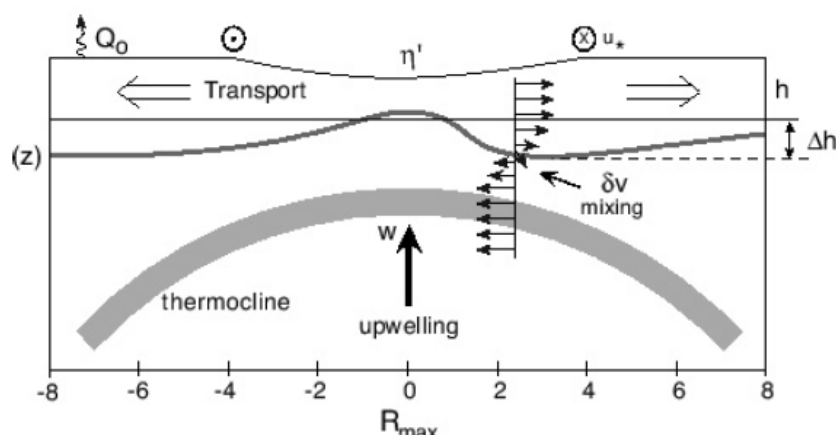 Q₀
x u*
η'
Transport
h
(z)
Δh
δv
mixing
w
thermocline
upwelling
-8 -6 -4 -2 0 2 4 6 8
Rmax